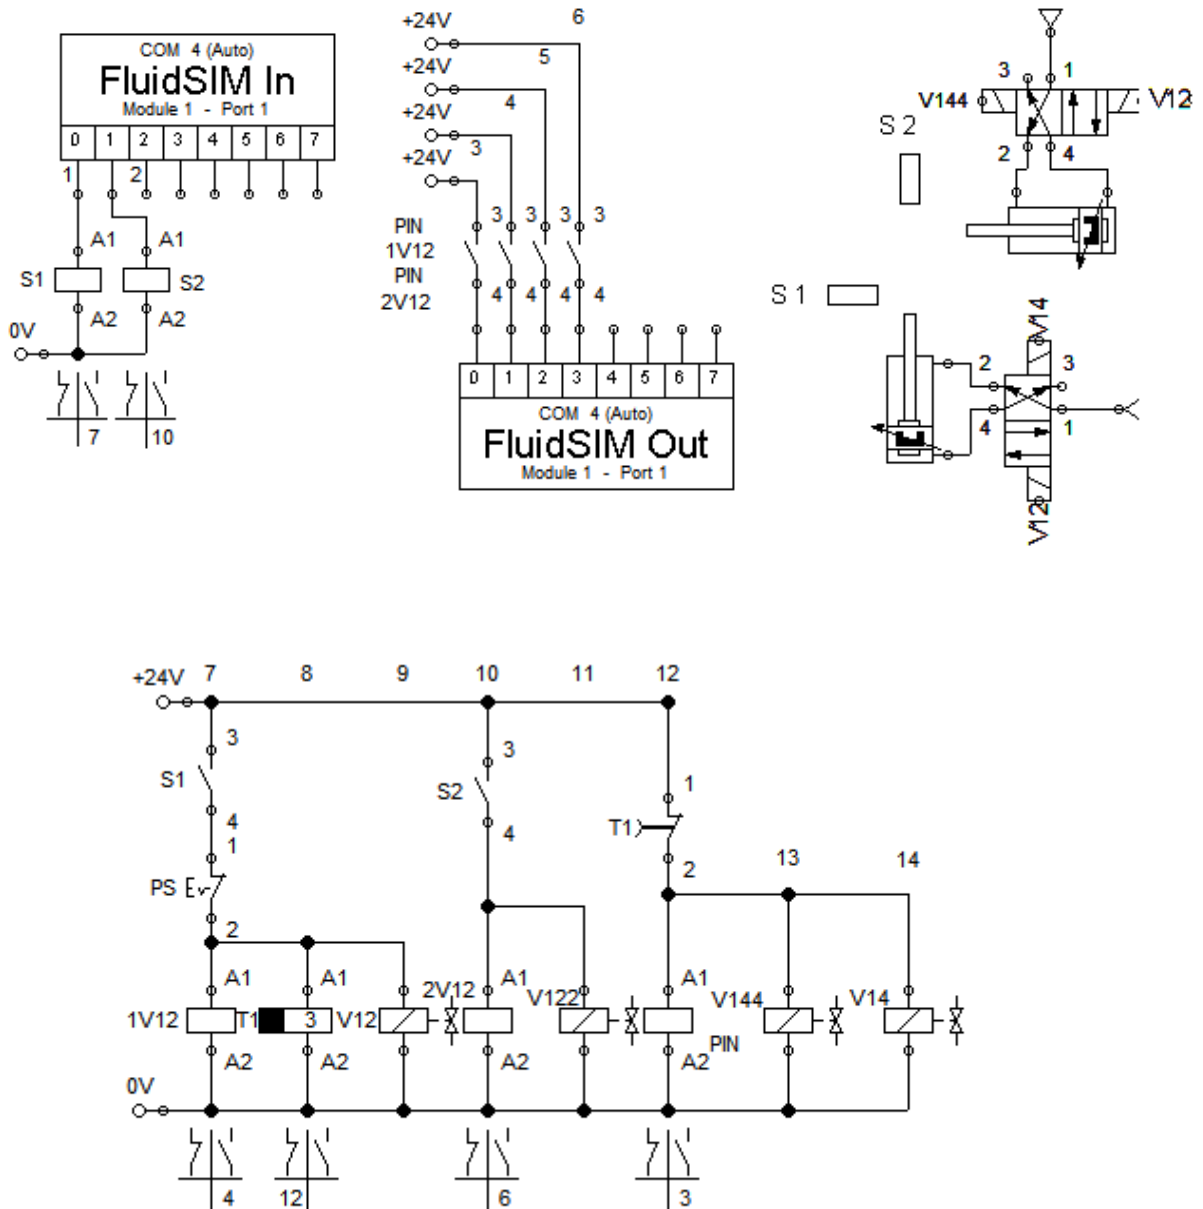 COM 4 (Auto)
FluidSIM In
Module 1 - Port 1
0 1 2 3 4 5 6 7
1 2
A1 A1
S1 S2
A2 A2
0V
7 10
+24V 6
5
+24V
4
+24V
3
+24V
PIN 3 3 3
1V12
PIN
2V12 4 4 4 4
0 1 2 3 4 5 6 7
COM 4 (Auto)
FluidSIM Out
Module 1 - Port 1
3 1
V144 V12
S 2
2 4
S 1
V14
2 3
4 1
V12
+24V 7 8 9 10 11 12
3 3
S1 S2 1
4 4 T1
1 2 13 14
PS
2
A1 A1 2V12 A1 V122 A1 V144 V14
1V12 T1 3 V12
A2 A2 A2 A2 PIN
0V
4 12 6 3